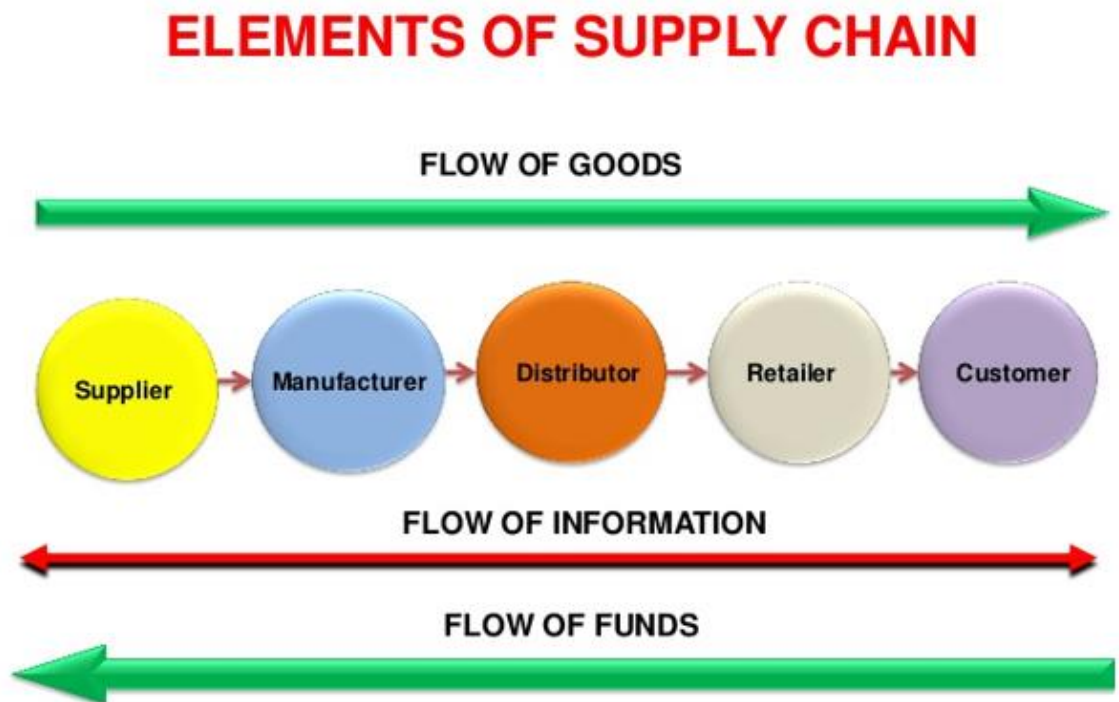 ELEMENTS OF SUPPLY CHAIN
FLOW OF GOODS
Supplier
Manufacturer
Distributor
Retailer
Customer
FLOW OF INFORMATION
FLOW OF FUNDS